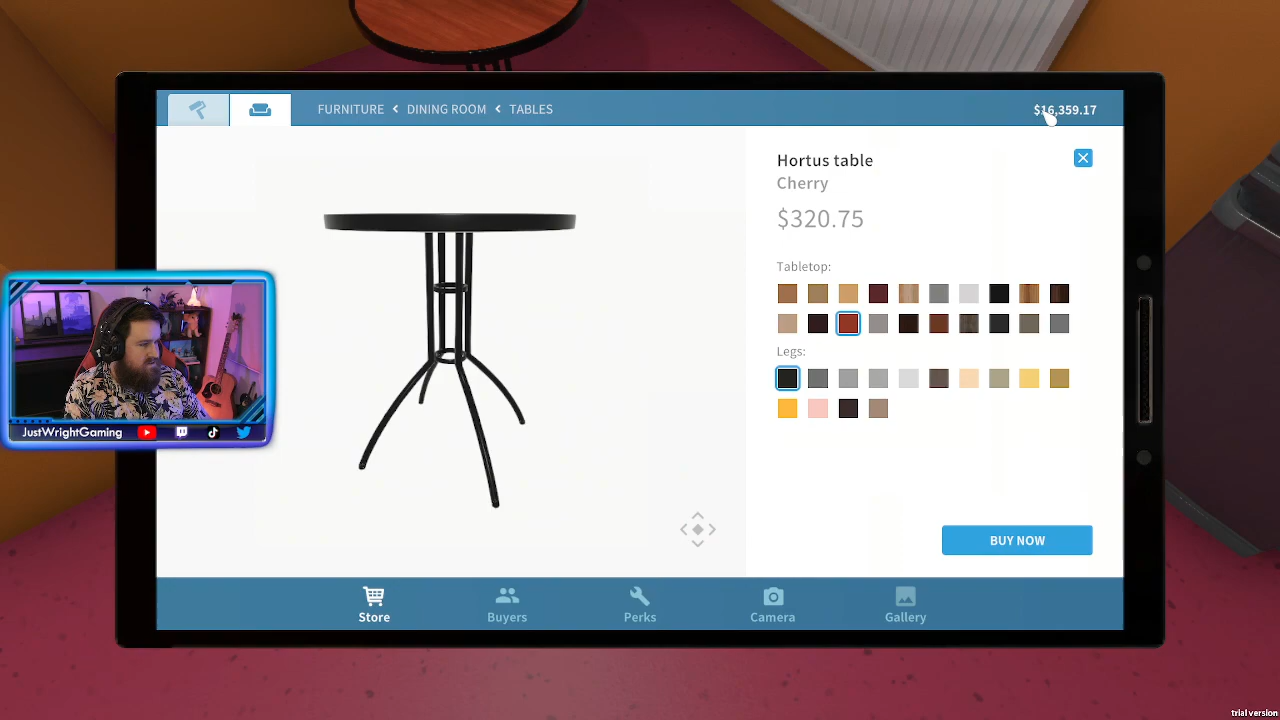 FURNITURE < DINING ROOM < TABLES
$16,359.17
Hortus table
Cherry
$320.75
Tabletop:
Legs:
BUY NOW
JustWrightGaming
Store
Buyers
Perks
Camera
Gallery
trial version